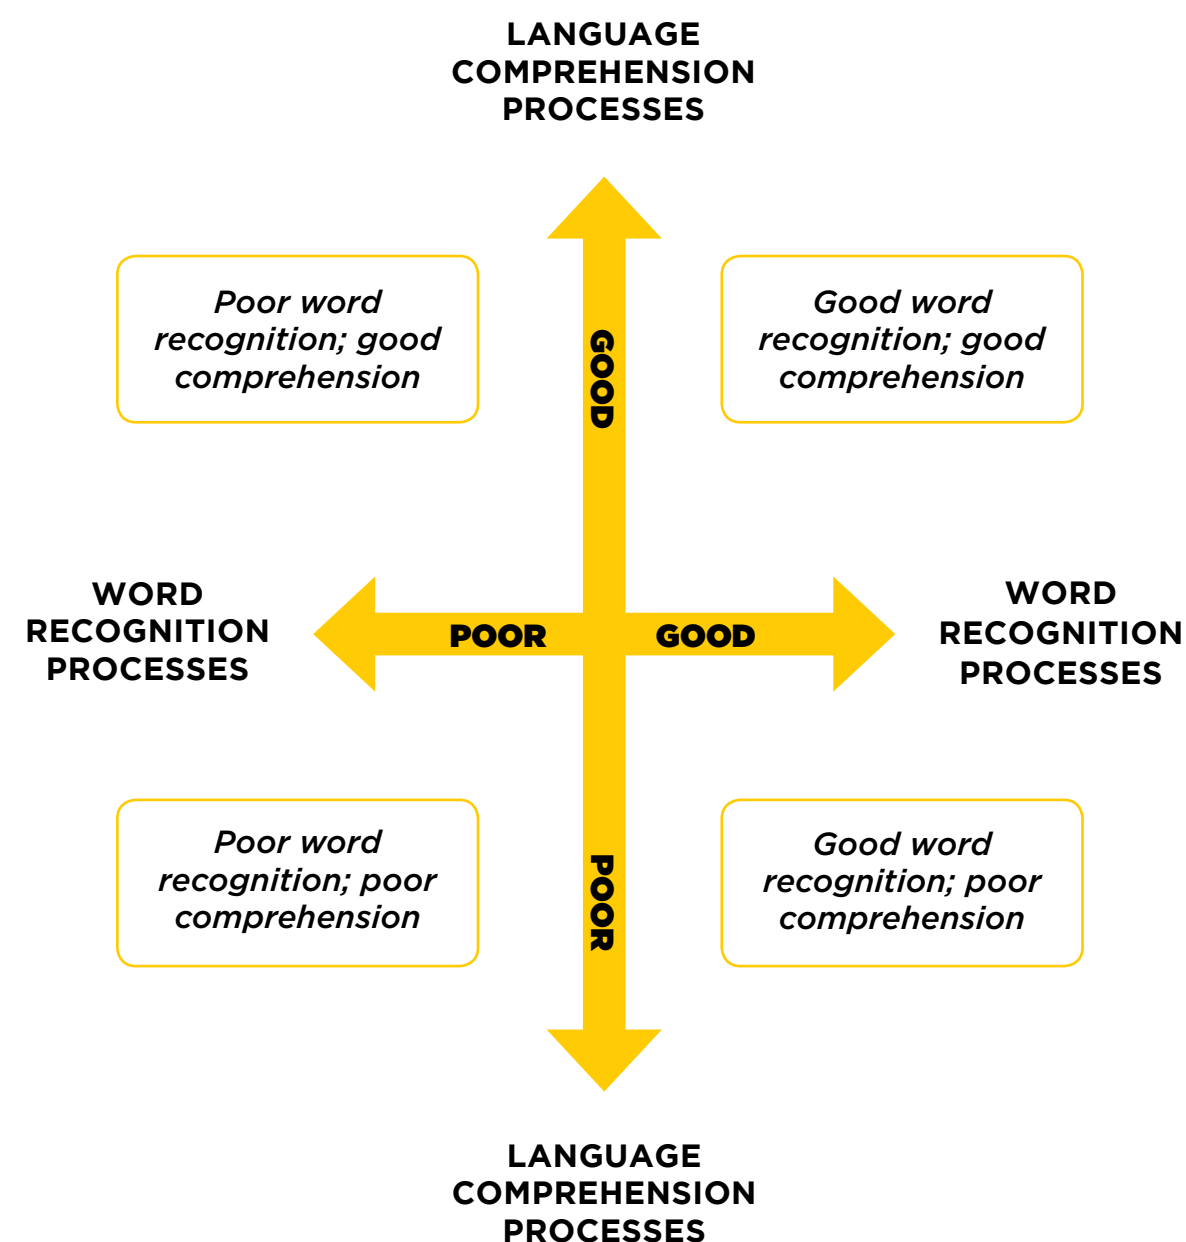 LANGUAGE
COMPREHENSION
PROCESSES
Poor word
recognition; good
comprehension
Good word
recognition; good
comprehension
GOOD
WORD
RECOGNITION
PROCESSES
POOR
GOOD
WORD
RECOGNITION
PROCESSES
Poor word
recognition; poor
comprehension
POOR
Good word
recognition; poor
comprehension
LANGUAGE
COMPREHENSION
PROCESSES